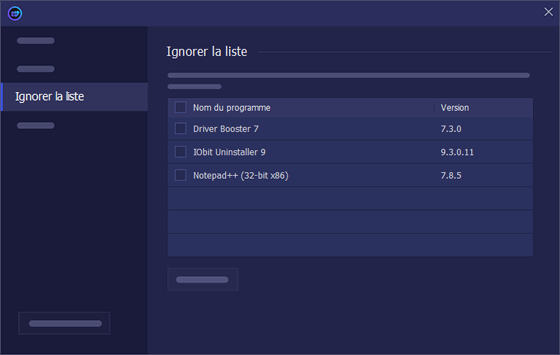 Ignorer la liste
Ignorer la liste
Nom du programme Version
Driver Booster 7 7.3.0
IObit Uninstaller 9 9.3.0.11
Notepad++ (32-bit x86) 7.8.5